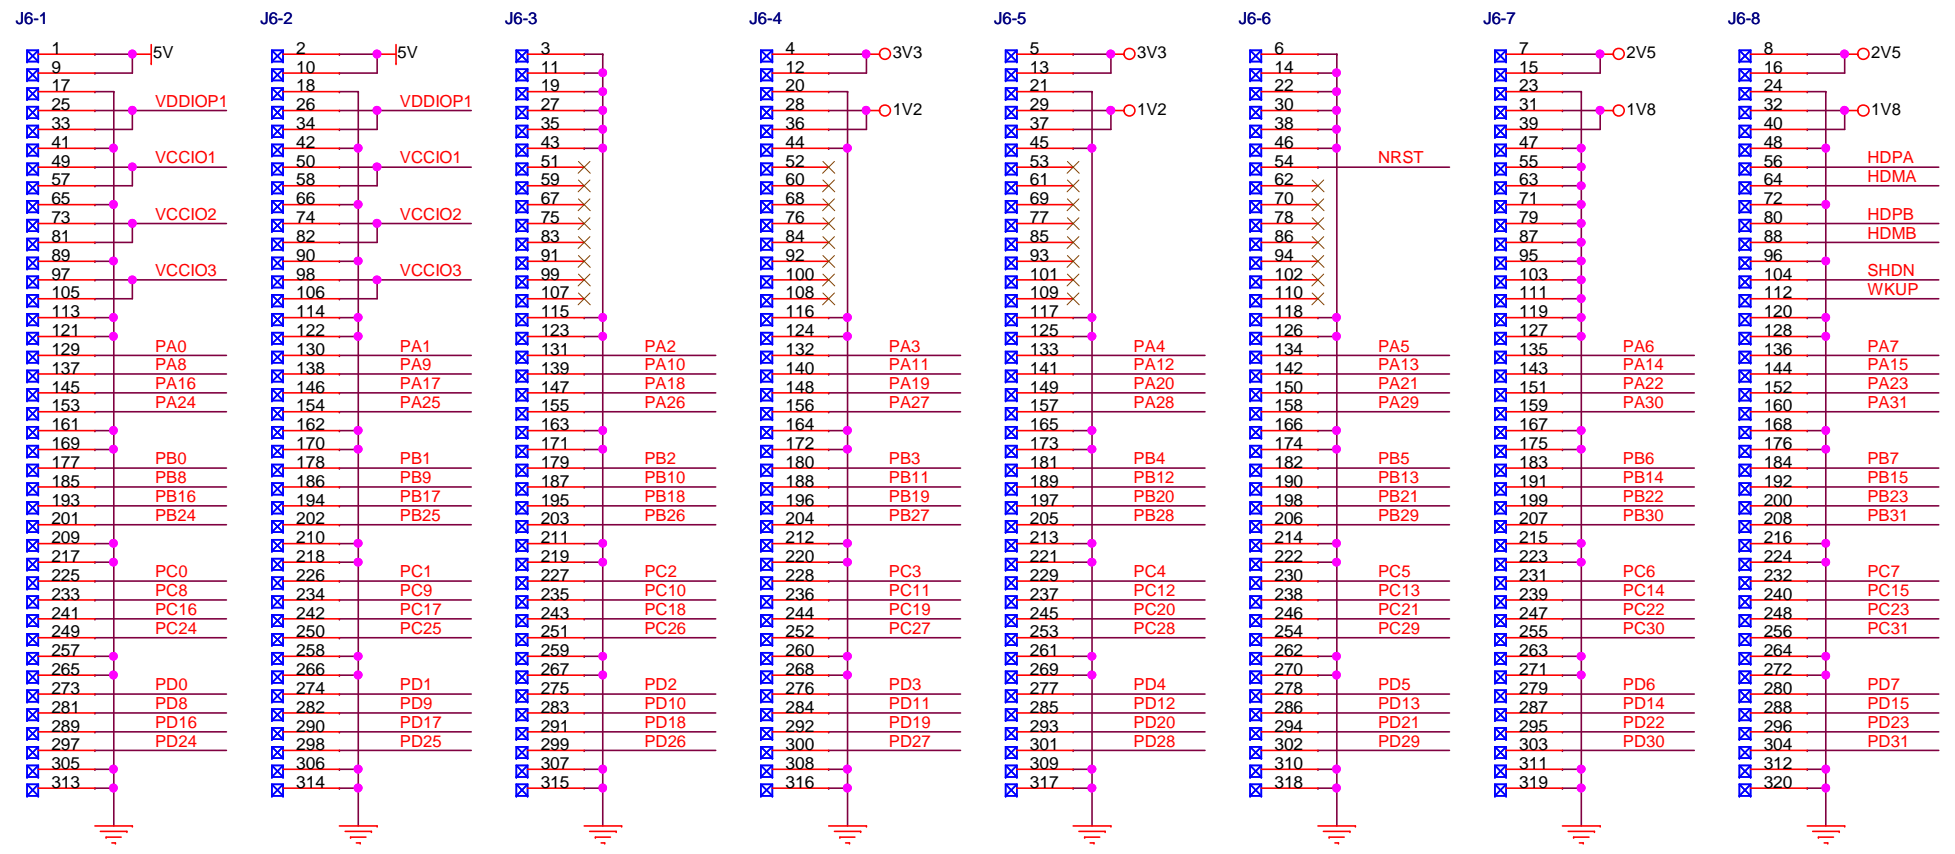 J6-1
1 5V
9
17
25 VDDIOP1
33
41
49 VCCIO1
57
65
73 VCCIO2
81
89
97 VCCIO3
105
113
121
129 PA0
137 PA8
145 PA16
153 PA24
161
169
177 PB0
185 PB8
193 PB16
201 PB24
209
217
225 PC0
233 PC8
241 PC16
249 PC24
257
265
273 PD0
281 PD8
289 PD16
297 PD24
305
313
J6-2
2 5V
10
18
26 VDDIOP1
34
42
50 VCCIO1
58
66
74 VCCIO2
82
90
98 VCCIO3
106
114
122
130 PA1
138 PA9
146 PA17
154 PA25
162
170
178 PB1
186 PB9
194 PB17
202 PB25
210
218
226 PC1
234 PC9
242 PC17
250 PC25
258
266
274 PD1
282 PD9
290 PD17
298 PD25
306
314
J6-3
3
11
19
27
35
43
51
59
67
75
83
91
99
107
115
123
131 PA2
139 PA10
147 PA18
155 PA26
163
171
179 PB2
187 PB10
195 PB18
203 PB26
211
219
227 PC2
235 PC10
243 PC18
251 PC26
259
267
275 PD2
283 PD10
291 PD18
299 PD26
307
315
J6-4
4 3V3
12
20
28 1V2
36
44
52
60
68
76
84
92
100
108
116
124
132 PA3
140 PA11
148 PA19
156 PA27
164
172
180 PB3
188 PB11
196 PB19
204 PB27
212
220
228 PC3
236 PC11
244 PC19
252 PC27
260
268
276 PD3
284 PD11
292 PD19
300 PD27
308
316
J6-5
5 3V3
13
21
29 1V2
37
45
53
61
69
77
85
93
101
109
117
125
133 PA4
141 PA12
149 PA20
157 PA28
165
173
181 PB4
189 PB12
197 PB20
205 PB28
213
221
229 PC4
237 PC12
245 PC20
253 PC28
261
269
277 PD4
285 PD12
293 PD20
301 PD28
309
317
J6-6
6
14
22
30
38
46
54 NRST
62
70
78
86
94
102
110
118
126
134 PA5
142 PA13
150 PA21
158 PA29
166
174
182 PB5
190 PB13
198 PB21
206 PB29
214
222
230 PC5
238 PC13
246 PC21
254 PC29
262
270
278 PD5
286 PD13
294 PD21
302 PD29
310
318
J6-7
7 2V5
15
23
31 1V8
39
47
55
63
71
79
87
95
103
111
119
127
135 PA6
143 PA14
151 PA22
159 PA30
167
175
183 PB6
191 PB14
199 PB22
207 PB30
215
223
231 PC6
239 PC14
247 PC22
255 PC30
263
271
279 PD6
287 PD14
295 PD22
303 PD30
311
319
J6-8
8 2V5
16
24
32 1V8
40
48
56 HDPA
64 HDMA
72
80 HDPB
88 HDMB
96
104 SHDN
112 WKUP
120
128
136 PA7
144 PA15
152 PA23
160 PA31
168
176
184 PB7
192 PB15
200 PB23
208 PB31
216
224
232 PC7
240 PC15
248 PC23
256 PC31
264
272
280 PD7
288 PD15
296 PD23
304 PD31
312
320